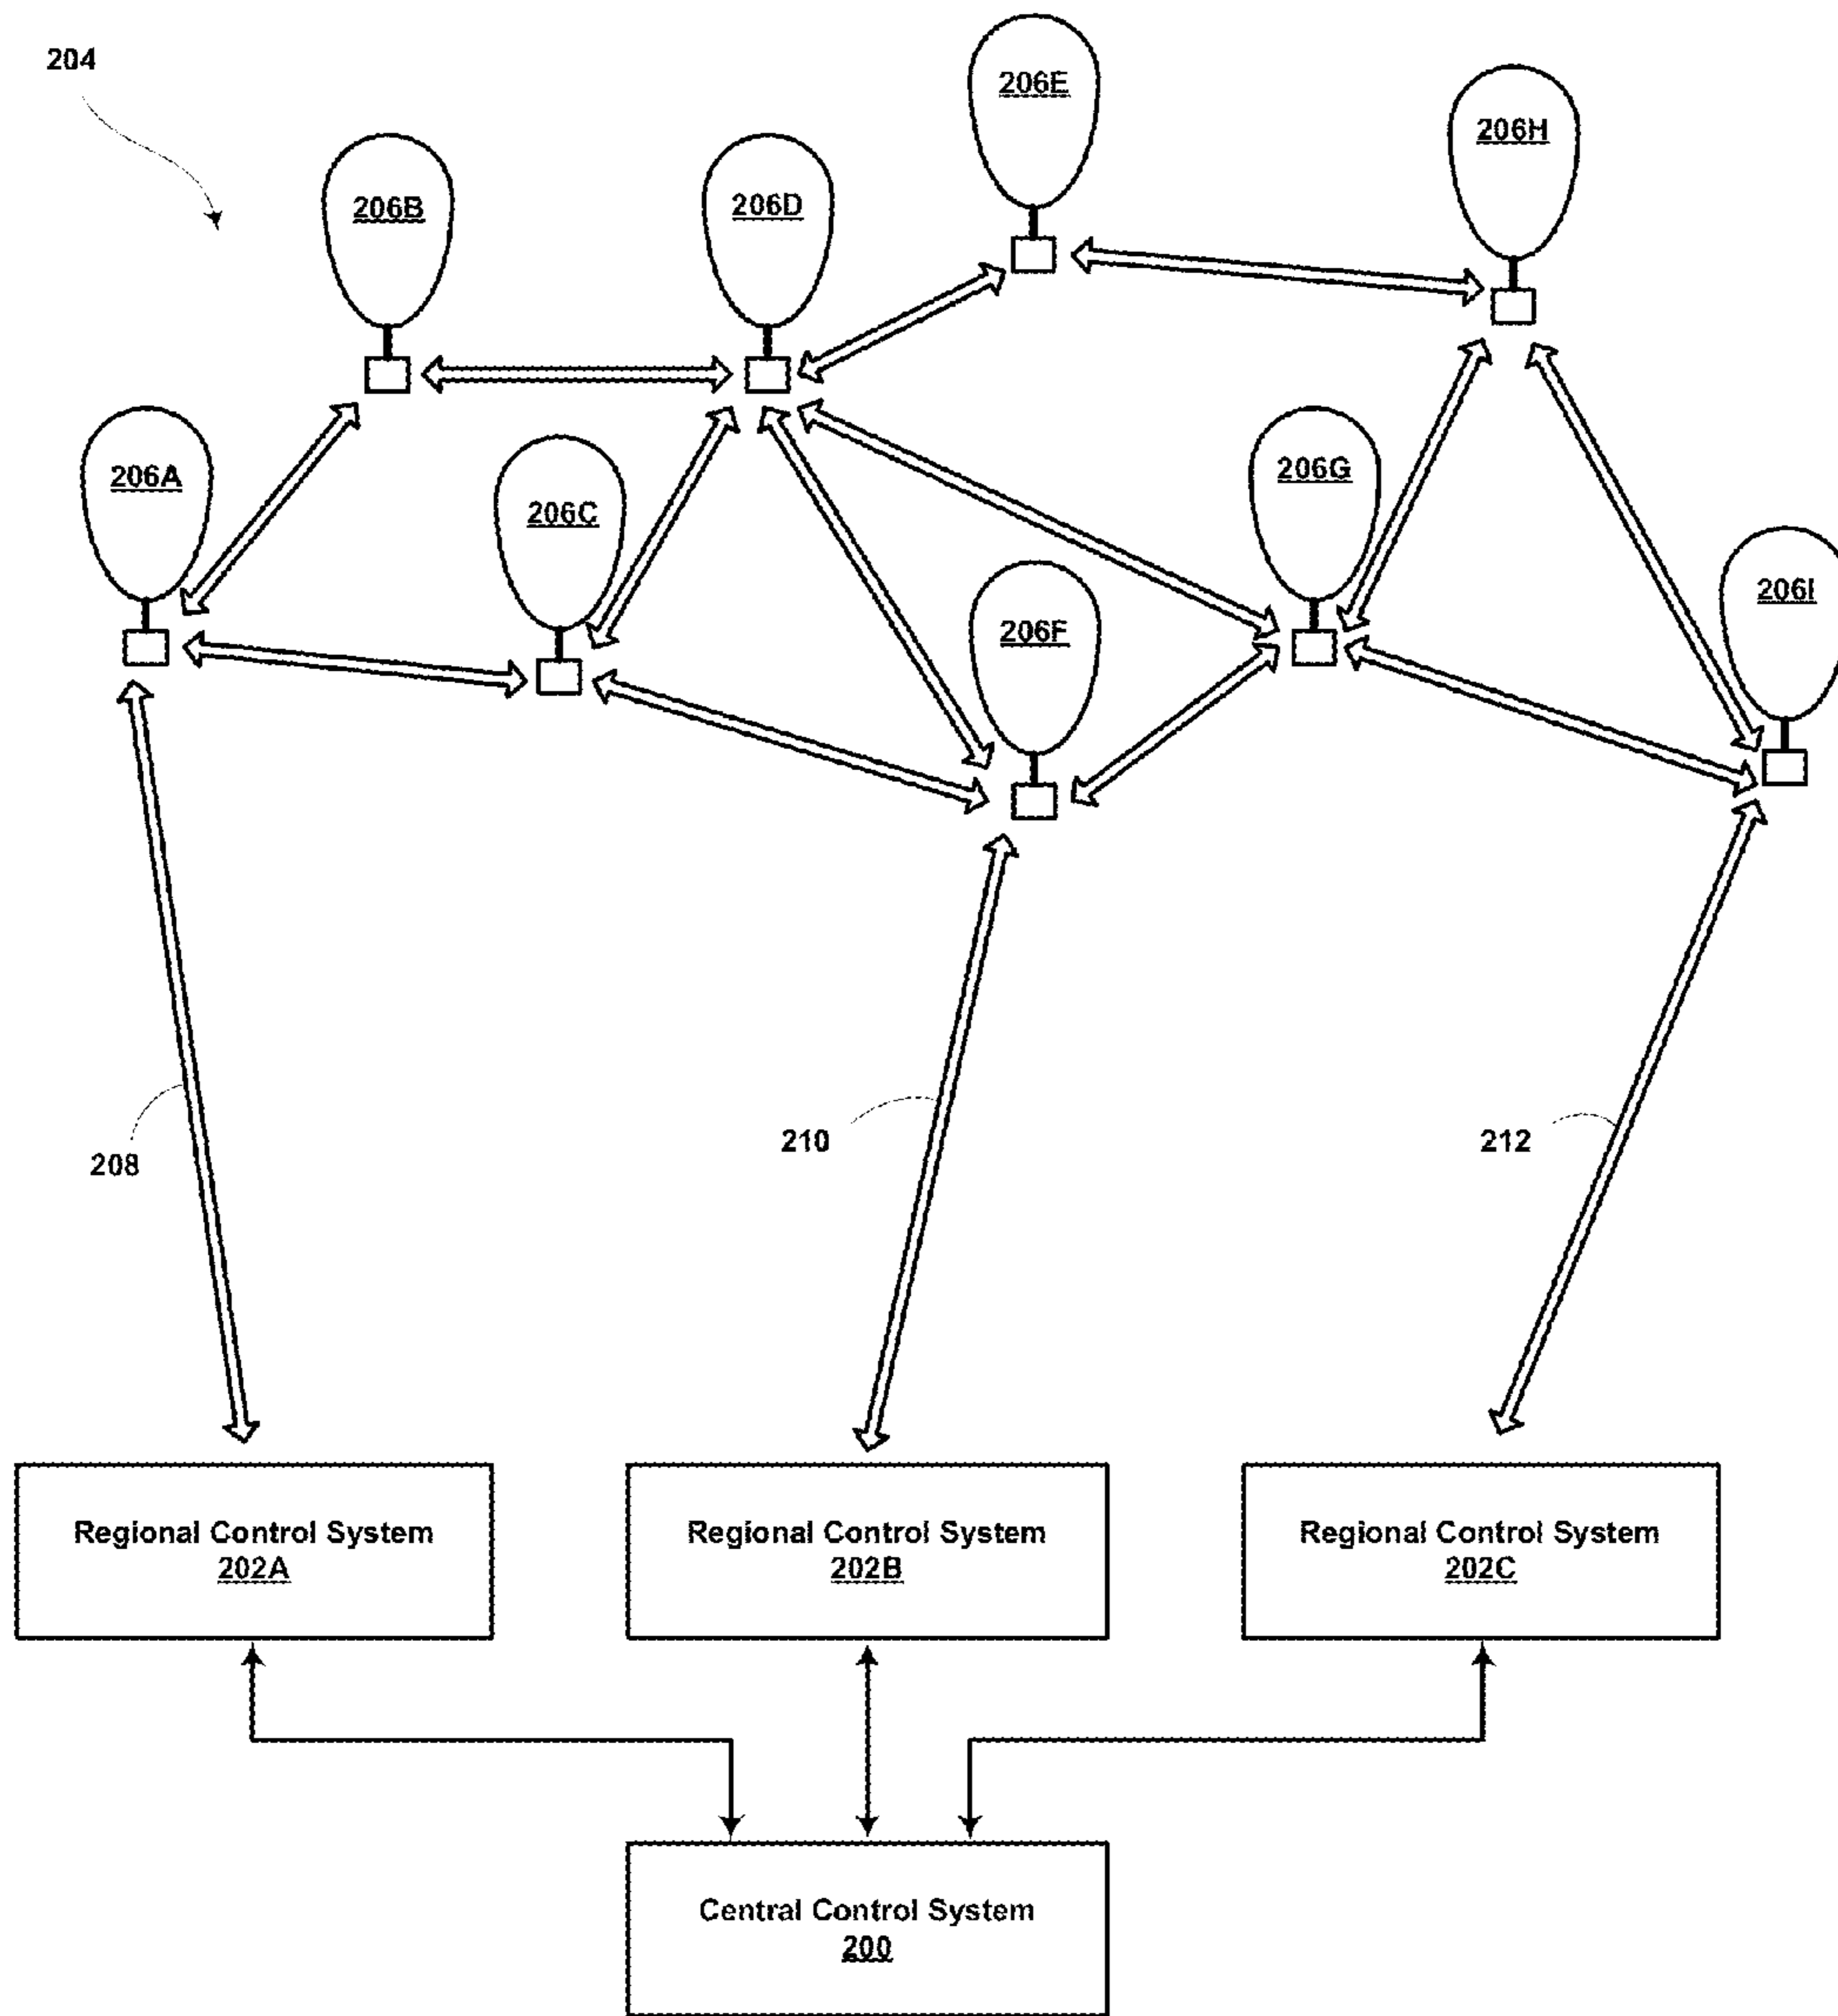 204
206E
206H
206B
206D
206A
206G
206C
206I
206F
208
210
212
Regional Control System
202A
Regional Control System
202B
Regional Control System
202C
Central Control System
200